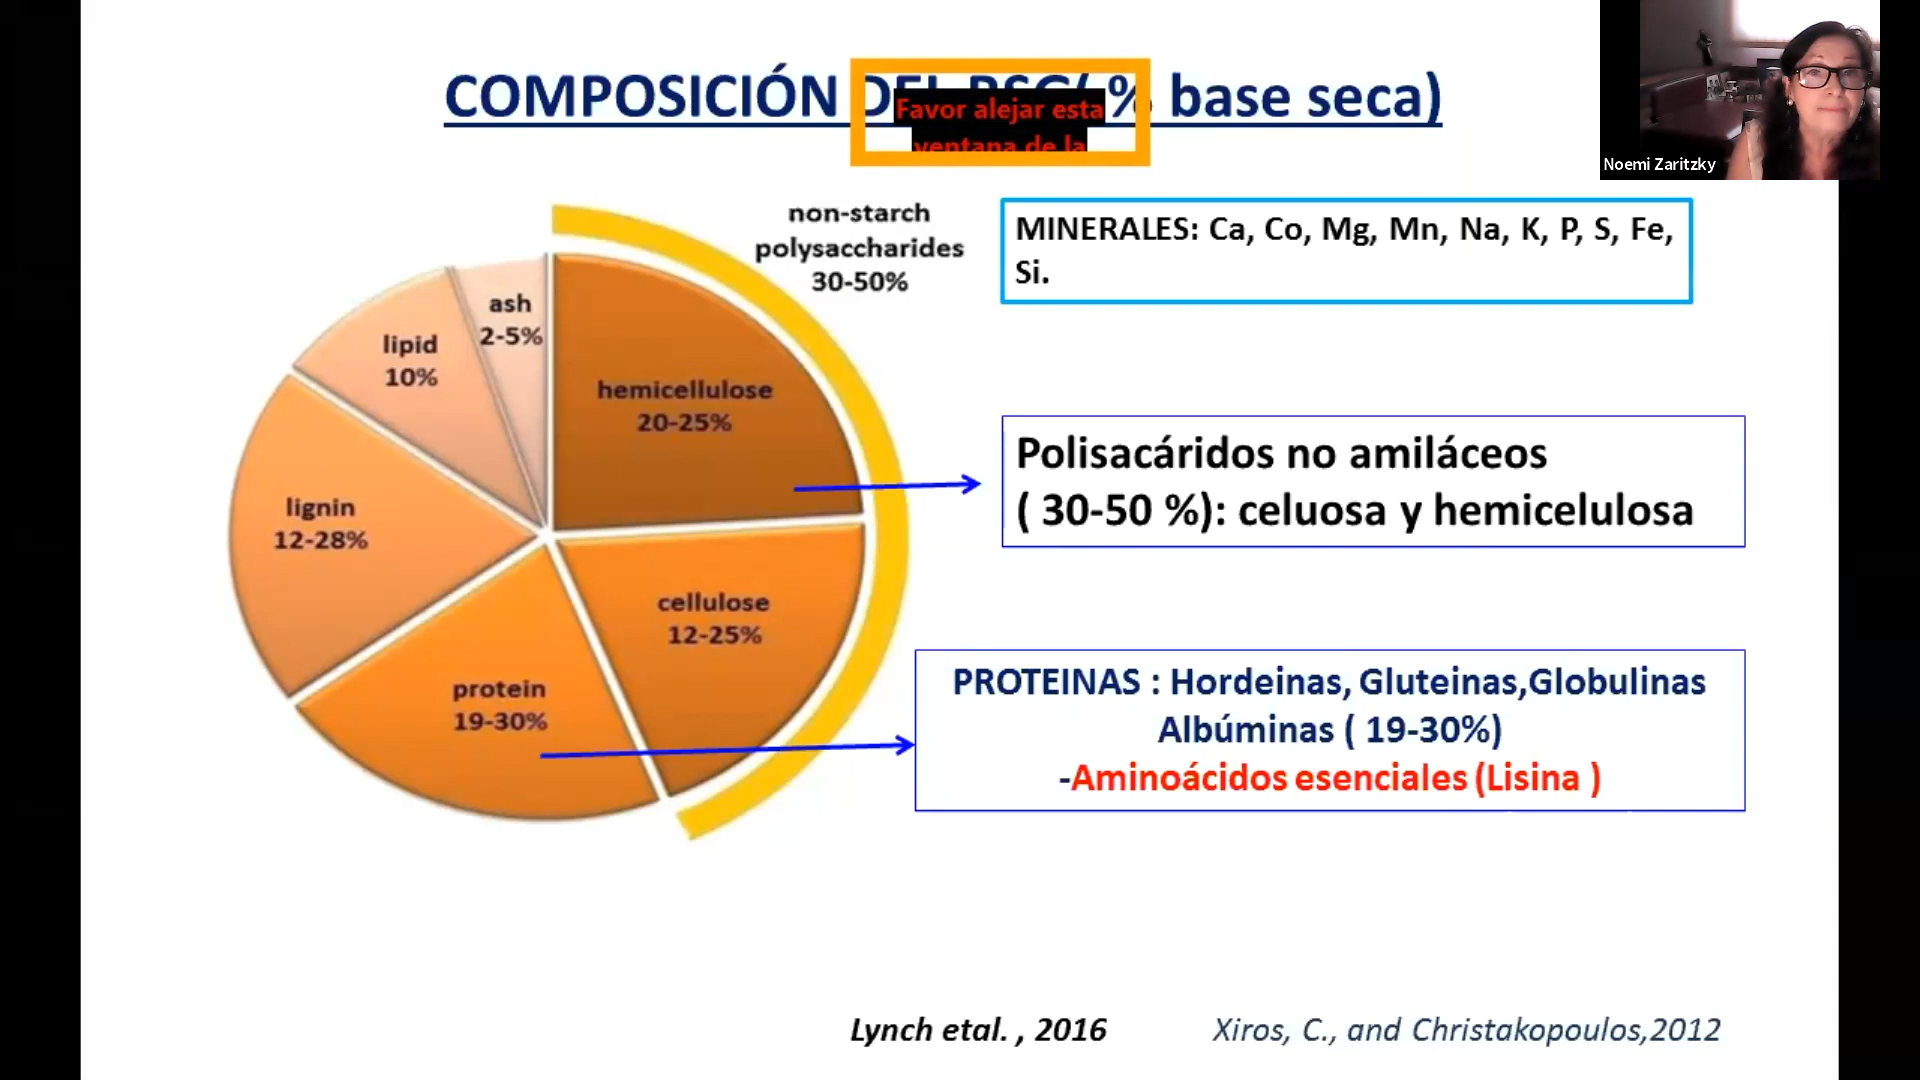 COMPOSICIÓN DEL BSG( % base seca)
Favor alejar esta
ventana de la
Noemi Zaritzky
non-starch
polysaccharides
30-50%
MINERALES: Ca, Co, Mg, Mn, Na, K, P, S, Fe,
Si.
ash
2-5%
lipid
10%
hemicellulose
20-25%
Polisacáridos no amiláceos
( 30-50 %): celuosa y hemicelulosa
lignin
12-28%
cellulose
12-25%
protein
19-30%
PROTEINAS : Hordeinas, Gluteinas,Globulinas
Albúminas ( 19-30%)
-Aminoácidos esenciales (Lisina )
Lynch etal. , 2016
Xiros, C., and Christakopoulos,2012